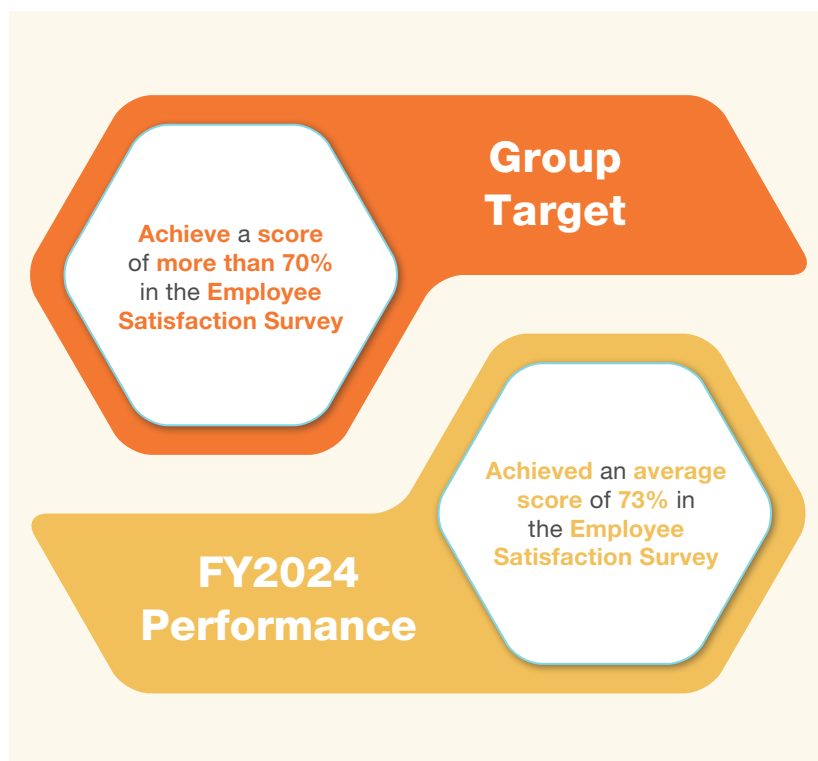 Group
Target
Achieve a score
of more than 70%
in the Employee
Satisfaction Survey
Achieved an average
score of 73% in
the Employee
Satisfaction Survey
FY2024
Performance